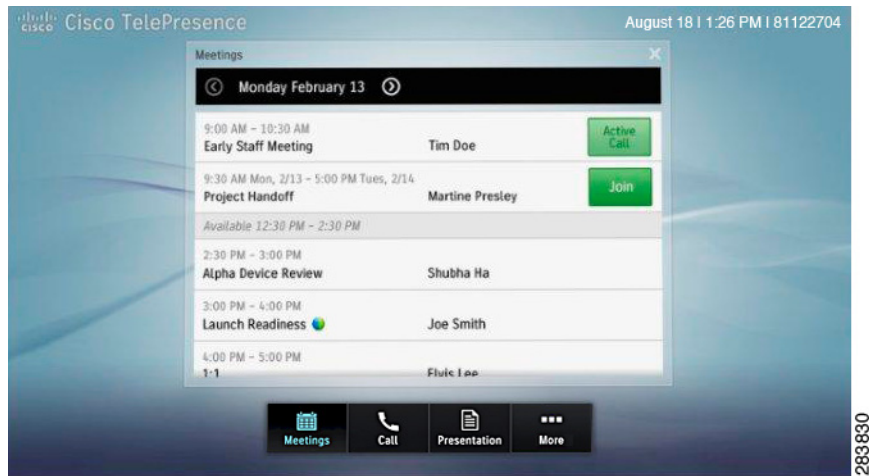 cisco Cisco TelePresence
August 18 | 1:26 PM | 81122704
Meetings
X
Monday February 13
9:00 AM – 10:30 AM
Early Staff Meeting Tim Doe
Active
Call
9:30 AM Mon, 2/13 – 5:00 PM Tues, 2/14
Project Handoff Martine Presley
Join
Available 12:30 PM – 2:30 PM
2:30 PM – 3:00 PM
Alpha Device Review Shubha Ha
3:00 PM – 4:00 PM
Launch Readiness Joe Smith
4:00 PM – 5:00 PM
1:1 Elvis Lee
Meetings Call Presentation More
283830